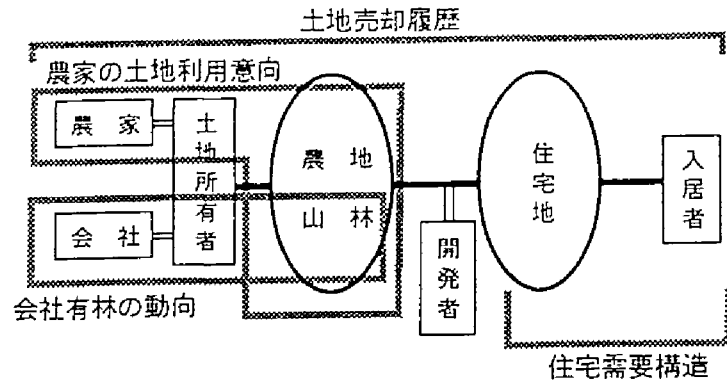 土地売却履歴
農家の土地利用意向
農家
土地所有者
農地
山林
会社
会社有林の動向
開発者
住宅地
入居者
住宅需要構造